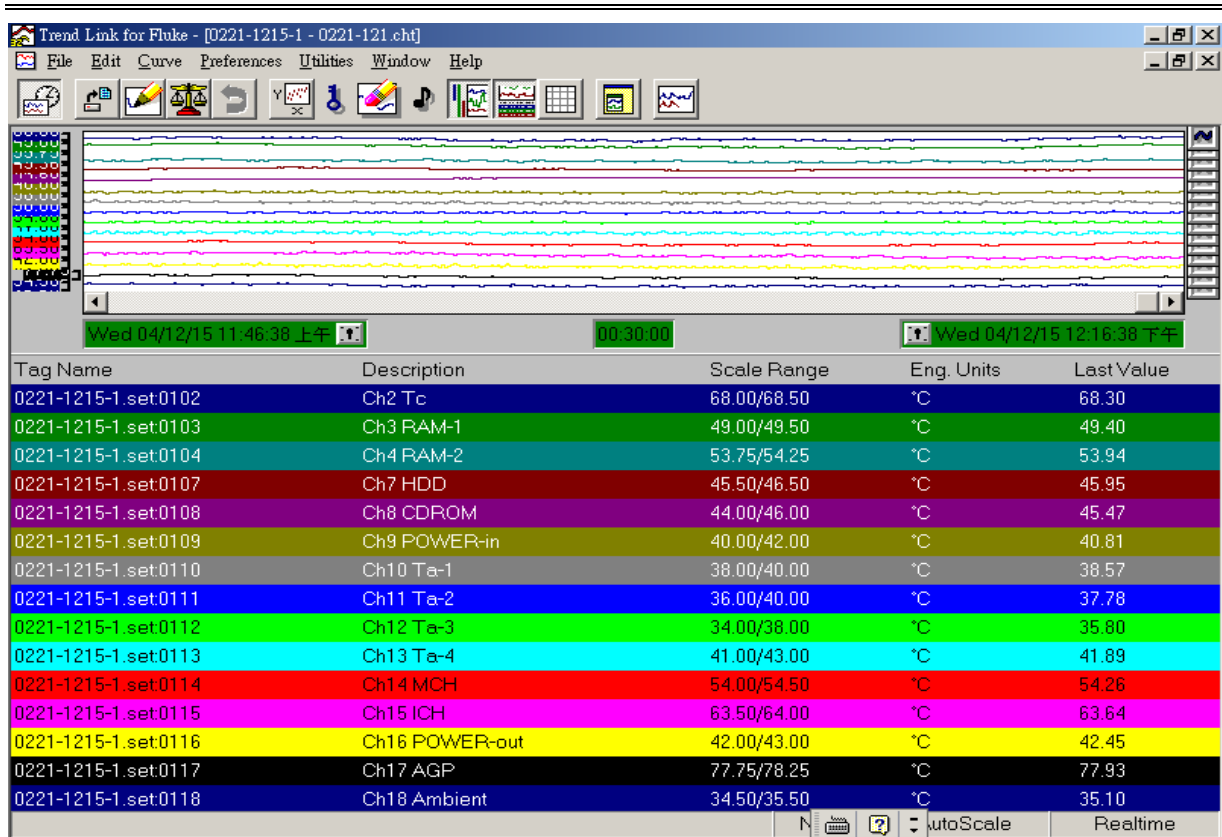 Trend Link for Fluke - [0221-1215-1 - 0221-121.cht]
File Edit Curve Preferences Utilities Window Help
Wed 04/12/15 11:46:38 上午 00:30:00 Wed 04/12/15 12:16:38 下午
Tag Name Description Scale Range Eng. Units Last Value
0221-1215-1.set:0102 Ch2 Tc 68.00/68.50 °C 68.30
0221-1215-1.set:0103 Ch3 RAM-1 49.00/49.50 °C 49.40
0221-1215-1.set:0104 Ch4 RAM-2 53.75/54.25 °C 53.94
0221-1215-1.set:0107 Ch7 HDD 45.50/46.50 °C 45.95
0221-1215-1.set:0108 Ch8 CDROM 44.00/46.00 °C 45.47
0221-1215-1.set:0109 Ch9 POWER-in 40.00/42.00 °C 40.81
0221-1215-1.set:0110 Ch10 Ta-1 38.00/40.00 °C 38.57
0221-1215-1.set:0111 Ch11 Ta-2 36.00/40.00 °C 37.78
0221-1215-1.set:0112 Ch12 Ta-3 34.00/38.00 °C 35.80
0221-1215-1.set:0113 Ch13 Ta-4 41.00/43.00 °C 41.89
0221-1215-1.set:0114 Ch14 MCH 54.00/54.50 °C 54.26
0221-1215-1.set:0115 Ch15 ICH 63.50/64.00 °C 63.64
0221-1215-1.set:0116 Ch16 POWER-out 42.00/43.00 °C 42.45
0221-1215-1.set:0117 Ch17 AGP 77.75/78.25 °C 77.93
0221-1215-1.set:0118 Ch18 Ambient 34.50/35.50 °C 35.10
Realtime